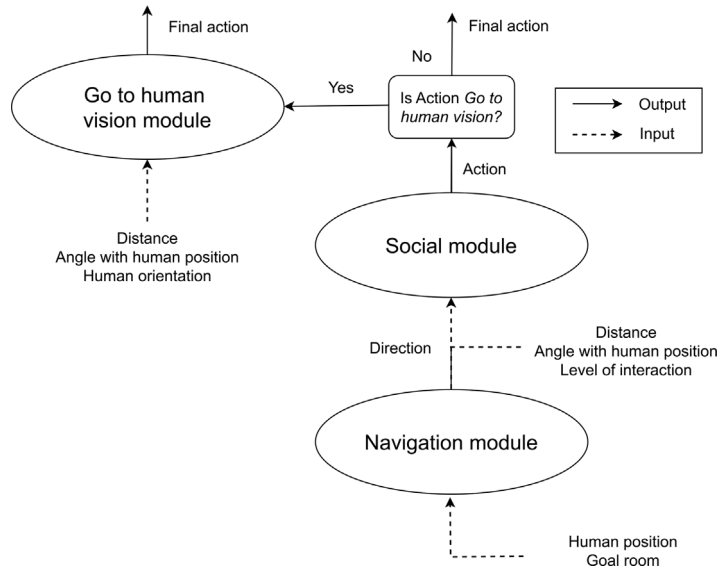 Final action
Final action
No
Go to human
vision module
Yes
Is Action Go to
human vision?
Output
Input
Action
Distance
Angle with human position
Human orientation
Social module
Direction
Distance
Angle with human position
Level of interaction
Navigation module
Human position
Goal room